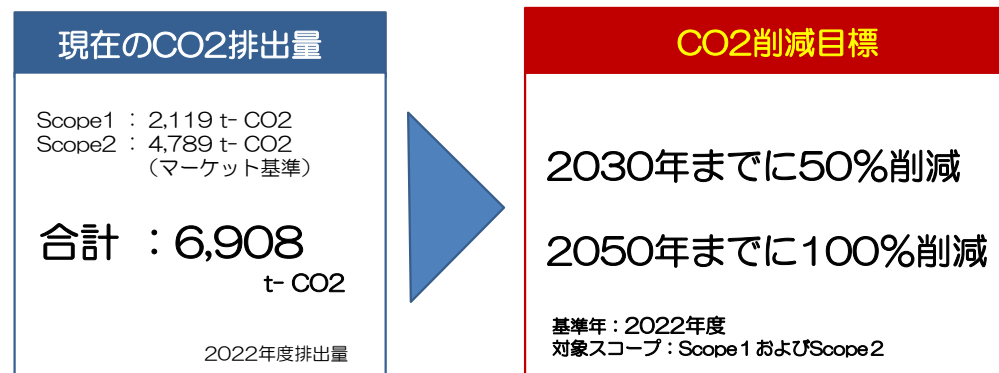 現在のCO2排出量
Scope1 : 2,119 t- CO2
Scope2 : 4,789 t- CO2
（マーケット基準）
合計 ：6,908
t- CO2
2022年度排出量
CO2削減目標
2030年までに50%削減
2050年までに100%削減
基準年：2022年度
対象スコープ：Scope１およびScope２